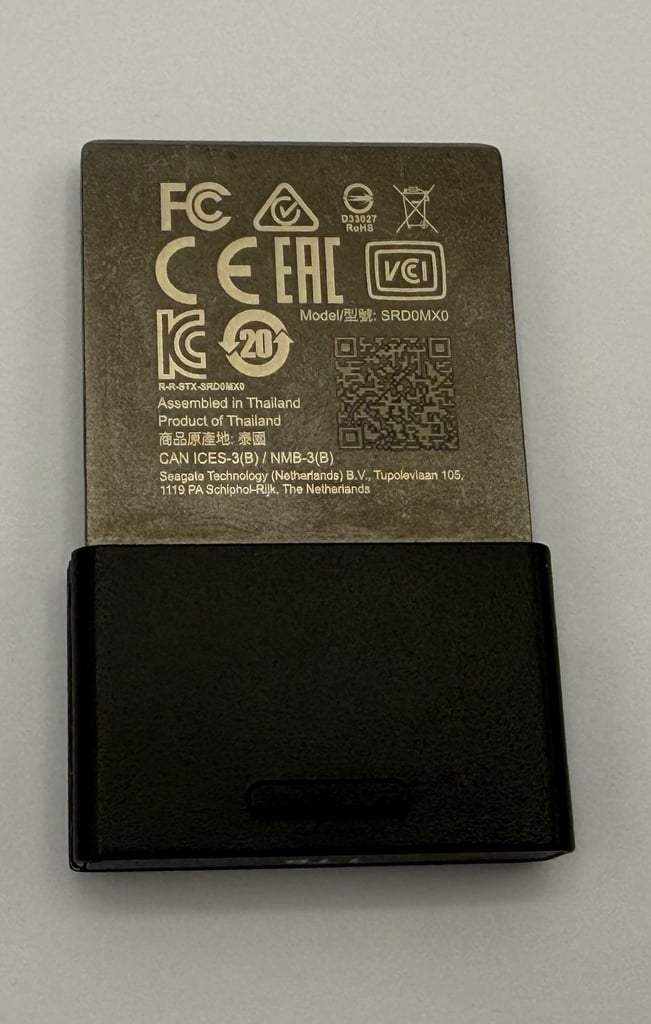 FC
D33027
RoHS
CE EAC VCCI
Model/型號: SRD0MX0
KC 20
R-R-STX-SRD0MX0
Assembled in Thailand
Product of Thailand
商品原產地: 泰國
CAN ICES-3(B) / NMB-3(B)
Seagate Technology (Netherlands) B.V., Tupolevlaan 105,
1119 PA Schiphol-Rijk, The Netherlands